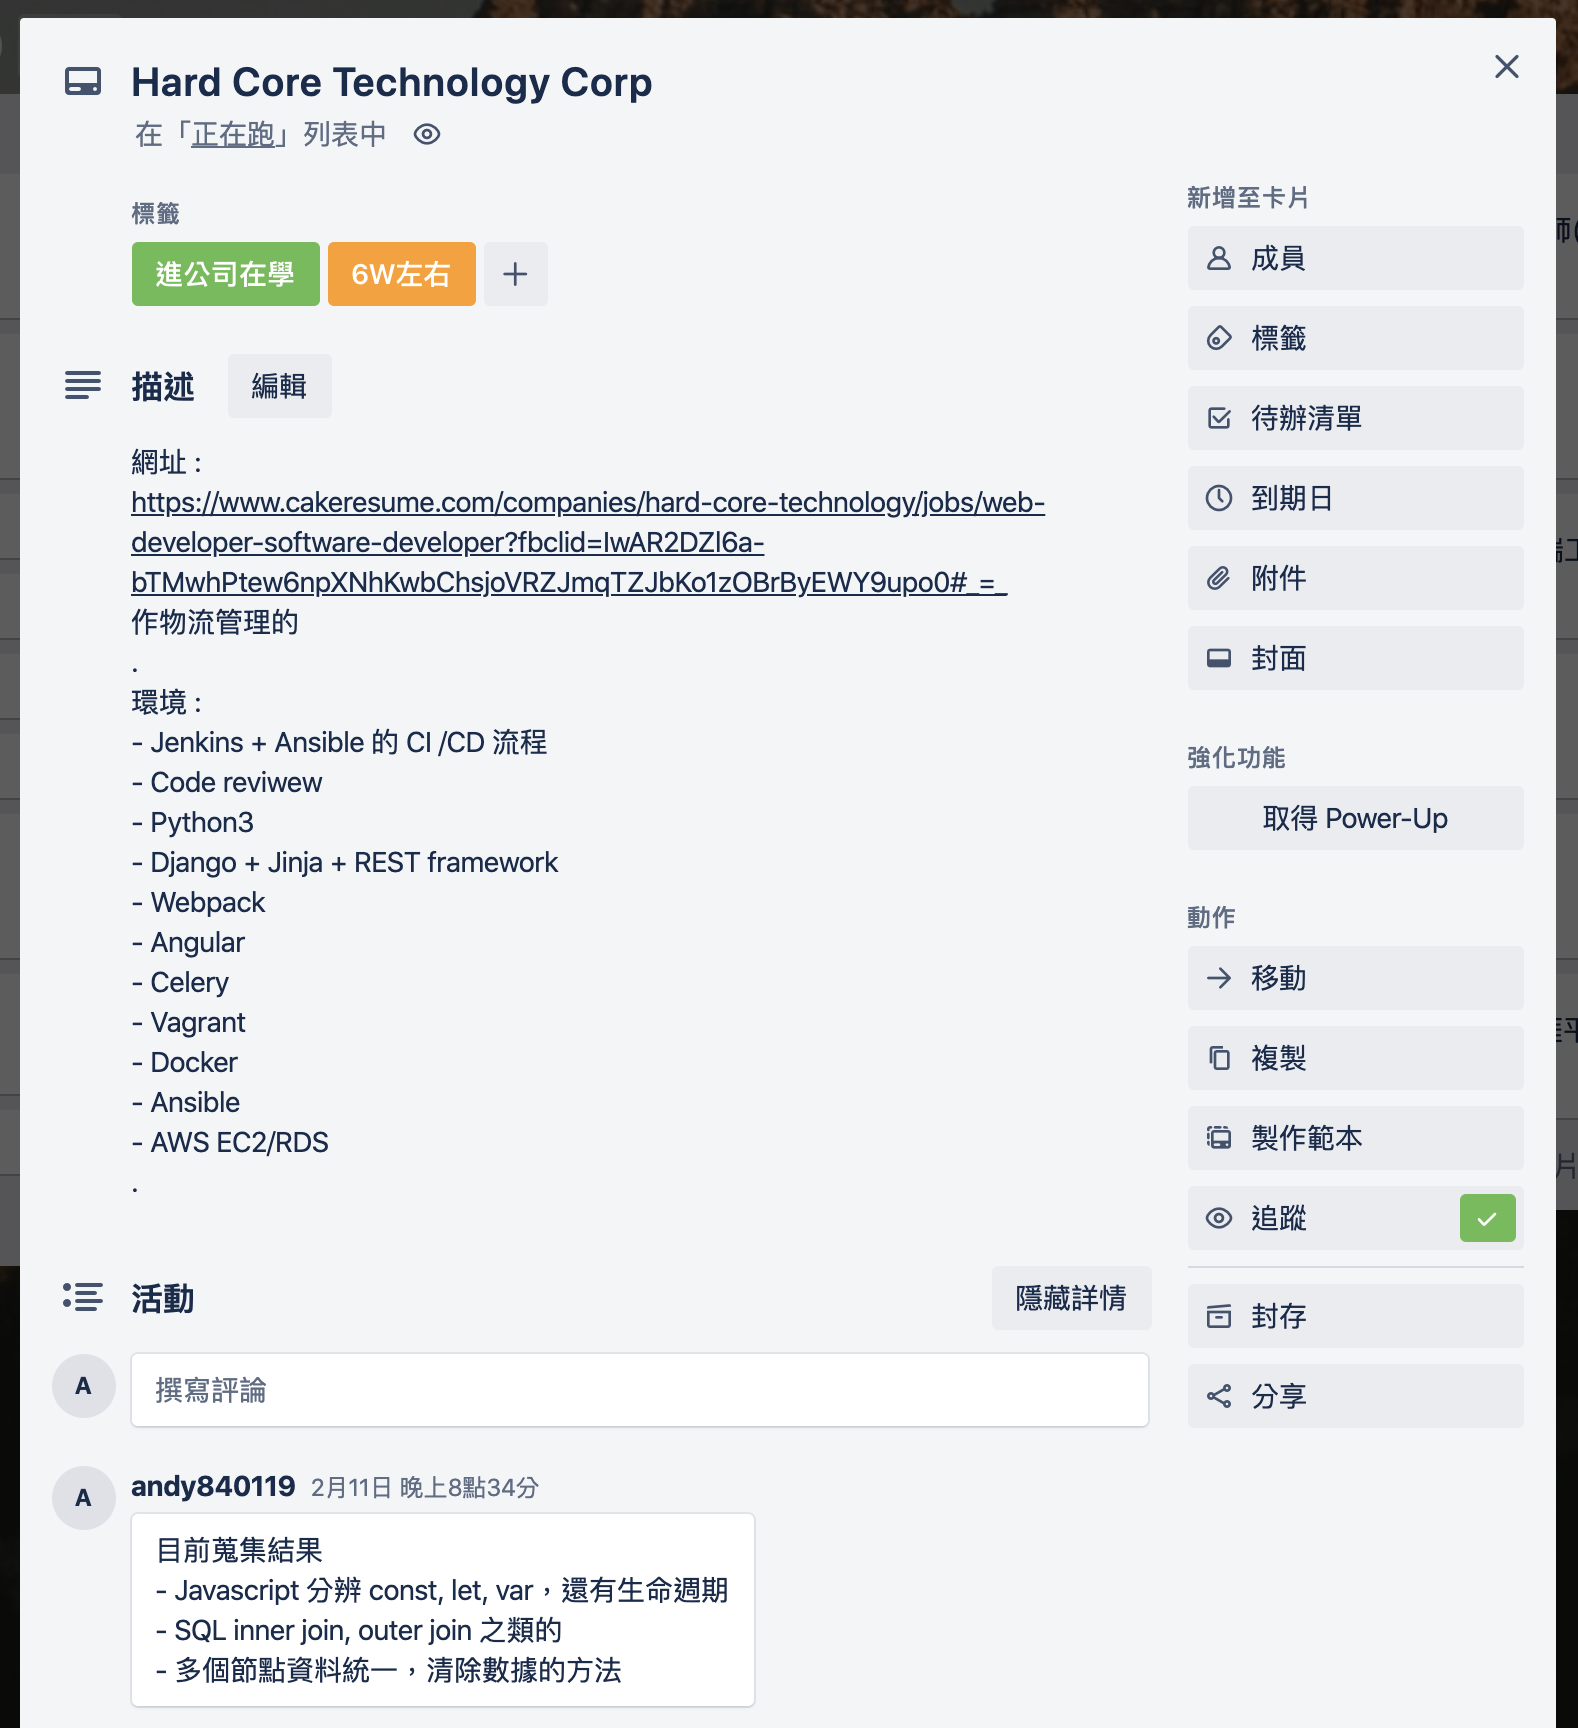 Hard Core Technology Corp
在「正在跑」列表中
標籤
進公司在學
6W左右
描述
編輯
網址 :
https://www.cakeresume.com/companies/hard-core-technology/jobs/web-
developer-software-developer?fbclid=IwAR2DZl6a-
bTMwhPtew6npXNhKwbChsjoVRZJmqTZJbKo1zOBrByEWY9upo0#_=_
作物流管理的
.
環境 :
- Jenkins + Ansible 的 CI /CD 流程
- Code reviwew
- Python3
- Django + Jinja + REST framework
- Webpack
- Angular
- Celery
- Vagrant
- Docker
- Ansible
- AWS EC2/RDS
.
活動
隱藏詳情
A
撰寫評論
A
andy840119 2月11日 晚上8點34分
目前蒐集結果
- Javascript 分辨 const, let, var，還有生命週期
- SQL inner join, outer join 之類的
- 多個節點資料統一，清除數據的方法
新增至卡片
成員
標籤
待辦清單
到期日
附件
封面
強化功能
取得 Power-Up
動作
移動
複製
製作範本
追蹤
封存
分享